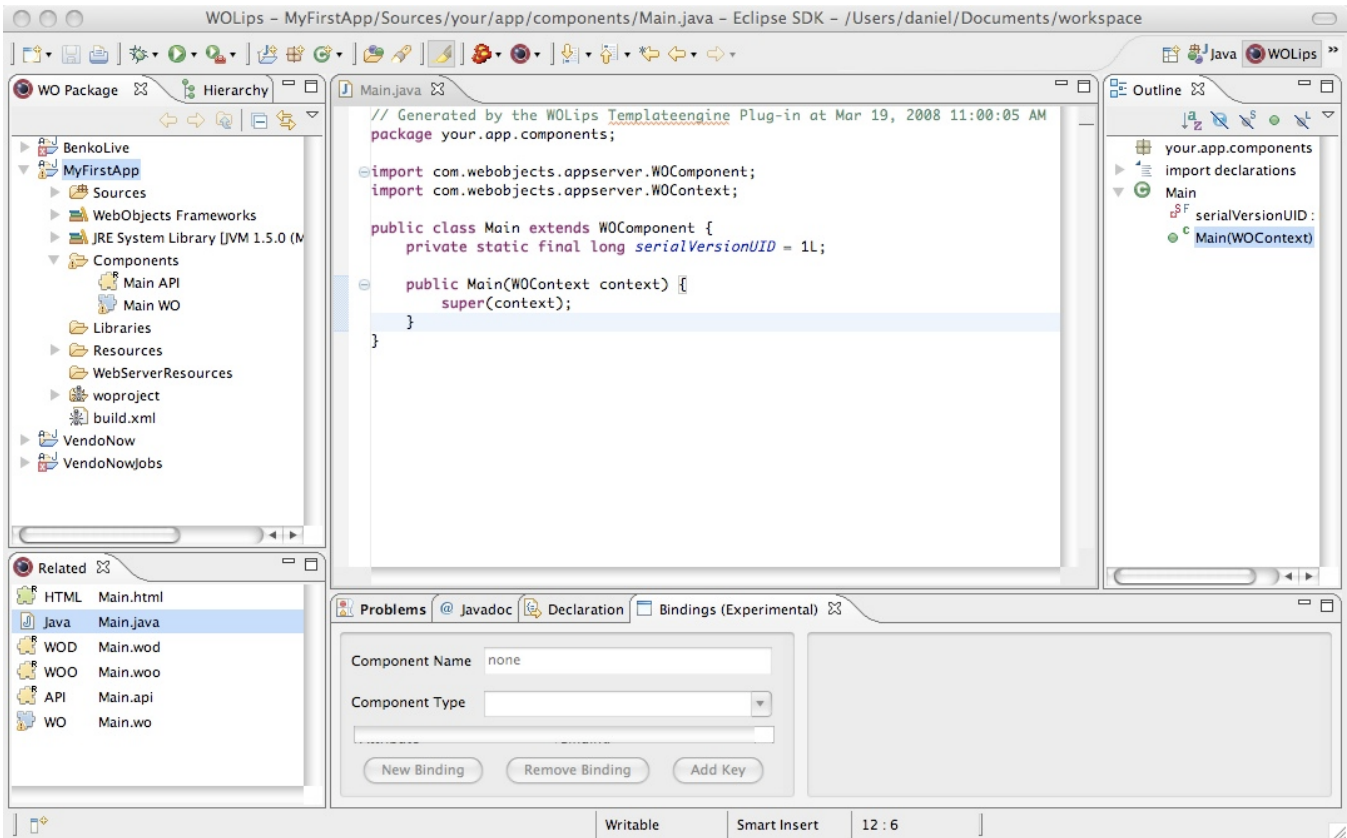 WOLips - MyFirstApp/Sources/your/app/components/Main.java - Eclipse SDK - /Users/daniel/Documents/workspace
Java WOLips »
WO Package Hierarchy
BenkoLive
MyFirstApp
Sources
WebObjects Frameworks
JRE System Library [JVM 1.5.0 (M
Components
Main API
Main WO
Libraries
Resources
WebServerResources
woproject
build.xml
VendoNow
VendoNowJobs
Main.java
// Generated by the WOLips Templateengine Plug-in at Mar 19, 2008 11:00:05 AM
package your.app.components;
import com.webobjects.appserver.WOComponent;
import com.webobjects.appserver.WOContext;
public class Main extends WOComponent {
private static final long serialVersionUID = 1L;
public Main(WOContext context) {
super(context);
}
}
Outline
your.app.components
import declarations
Main
serialVersionUID :
Main(WOContext)
Related
HTML Main.html
Java Main.java
WOD Main.wod
WOO Main.woo
API Main.api
WO Main.wo
Problems @ Javadoc Declaration Bindings (Experimental)
Component Name none
Component Type
New Binding Remove Binding Add Key
Writable Smart Insert 12 : 6